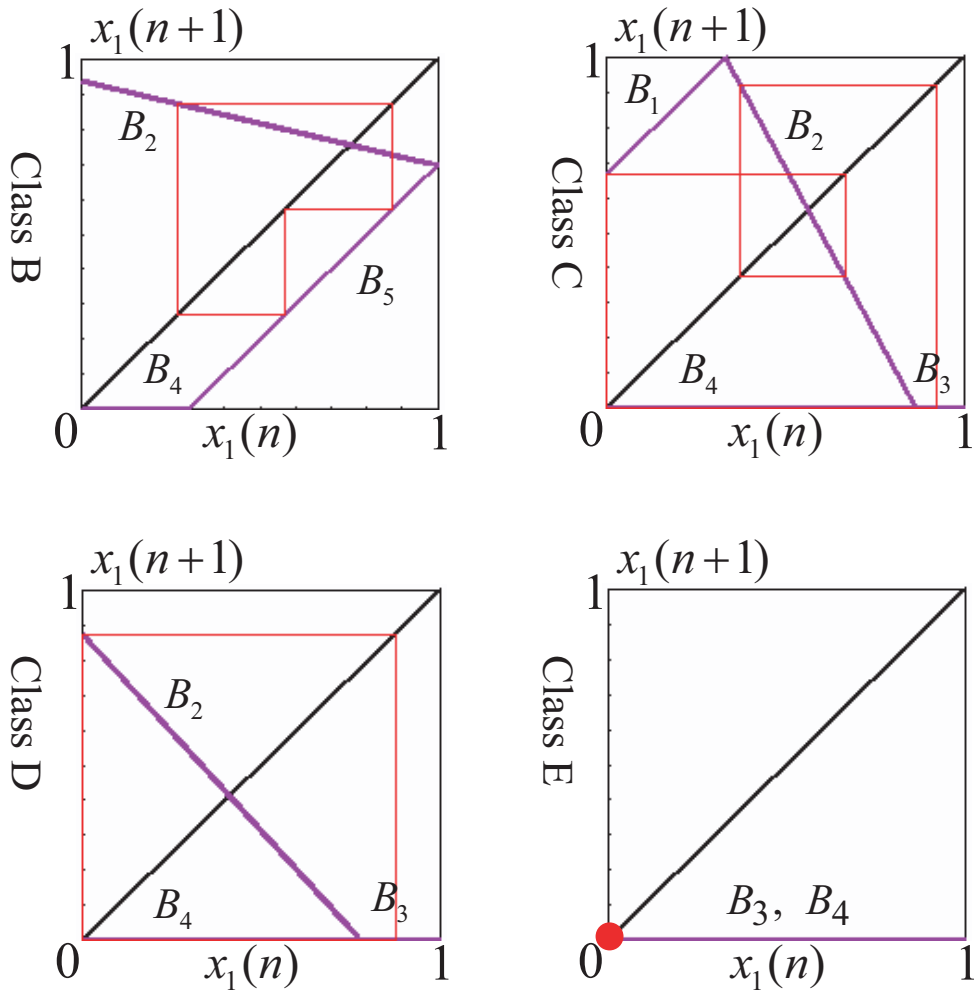 x₁(n+1)
1
B₂
Class B
B₅
B₄
0
x₁(n)
1
x₁(n+1)
1
B₁
B₂
Class C
B₄
B₃
0
x₁(n)
1
x₁(n+1)
1
B₂
Class D
B₄
B₃
0
x₁(n)
1
x₁(n+1)
1
Class E
B₃, B₄
0
x₁(n)
1